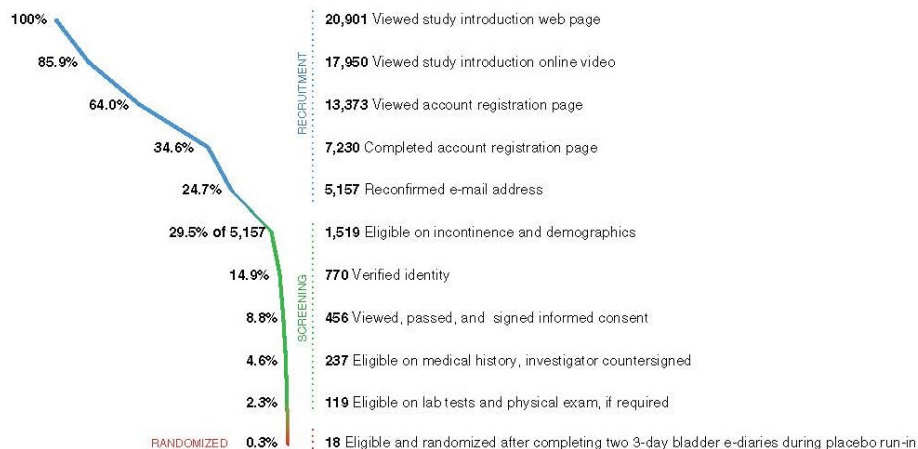 100% 20,901 Viewed study introduction web page
85.9% 17,950 Viewed study introduction online video
64.0% 13,373 Viewed account registration page
RECRUITMENT
34.6% 7,230 Completed account registration page
24.7% 5,157 Reconfirmed e-mail address
29.5% of 5,157 1,519 Eligible on incontinence and demographics
14.9% 770 Verified identity
SCREENING
8.8% 456 Viewed, passed, and signed informed consent
4.6% 237 Eligible on medical history, investigator countersigned
2.3% 119 Eligible on lab tests and physical exam, if required
RANDOMIZED 0.3% 18 Eligible and randomized after completing two 3-day bladder e-diaries during placebo run-in